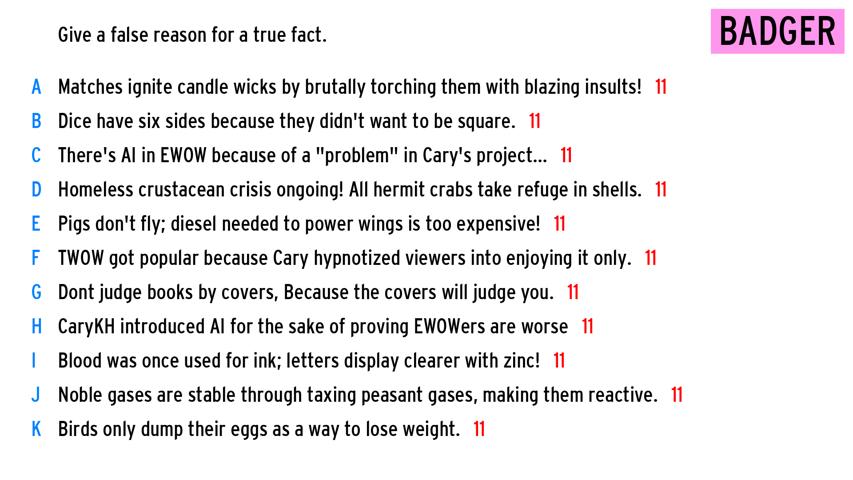 Give a false reason for a true fact.
BADGER
A Matches ignite candle wicks by brutally torching them with blazing insults! 11
B Dice have six sides because they didn't want to be square. 11
C There's AI in EWOW because of a "problem" in Cary's project... 11
D Homeless crustacean crisis ongoing! All hermit crabs take refuge in shells. 11
E Pigs don't fly; diesel needed to power wings is too expensive! 11
F TWOW got popular because Cary hypnotized viewers into enjoying it only. 11
G Dont judge books by covers, Because the covers will judge you. 11
H CaryKH introduced AI for the sake of proving EWOWers are worse 11
I Blood was once used for ink; letters display clearer with zinc! 11
J Noble gases are stable through taxing peasant gases, making them reactive. 11
K Birds only dump their eggs as a way to lose weight. 11